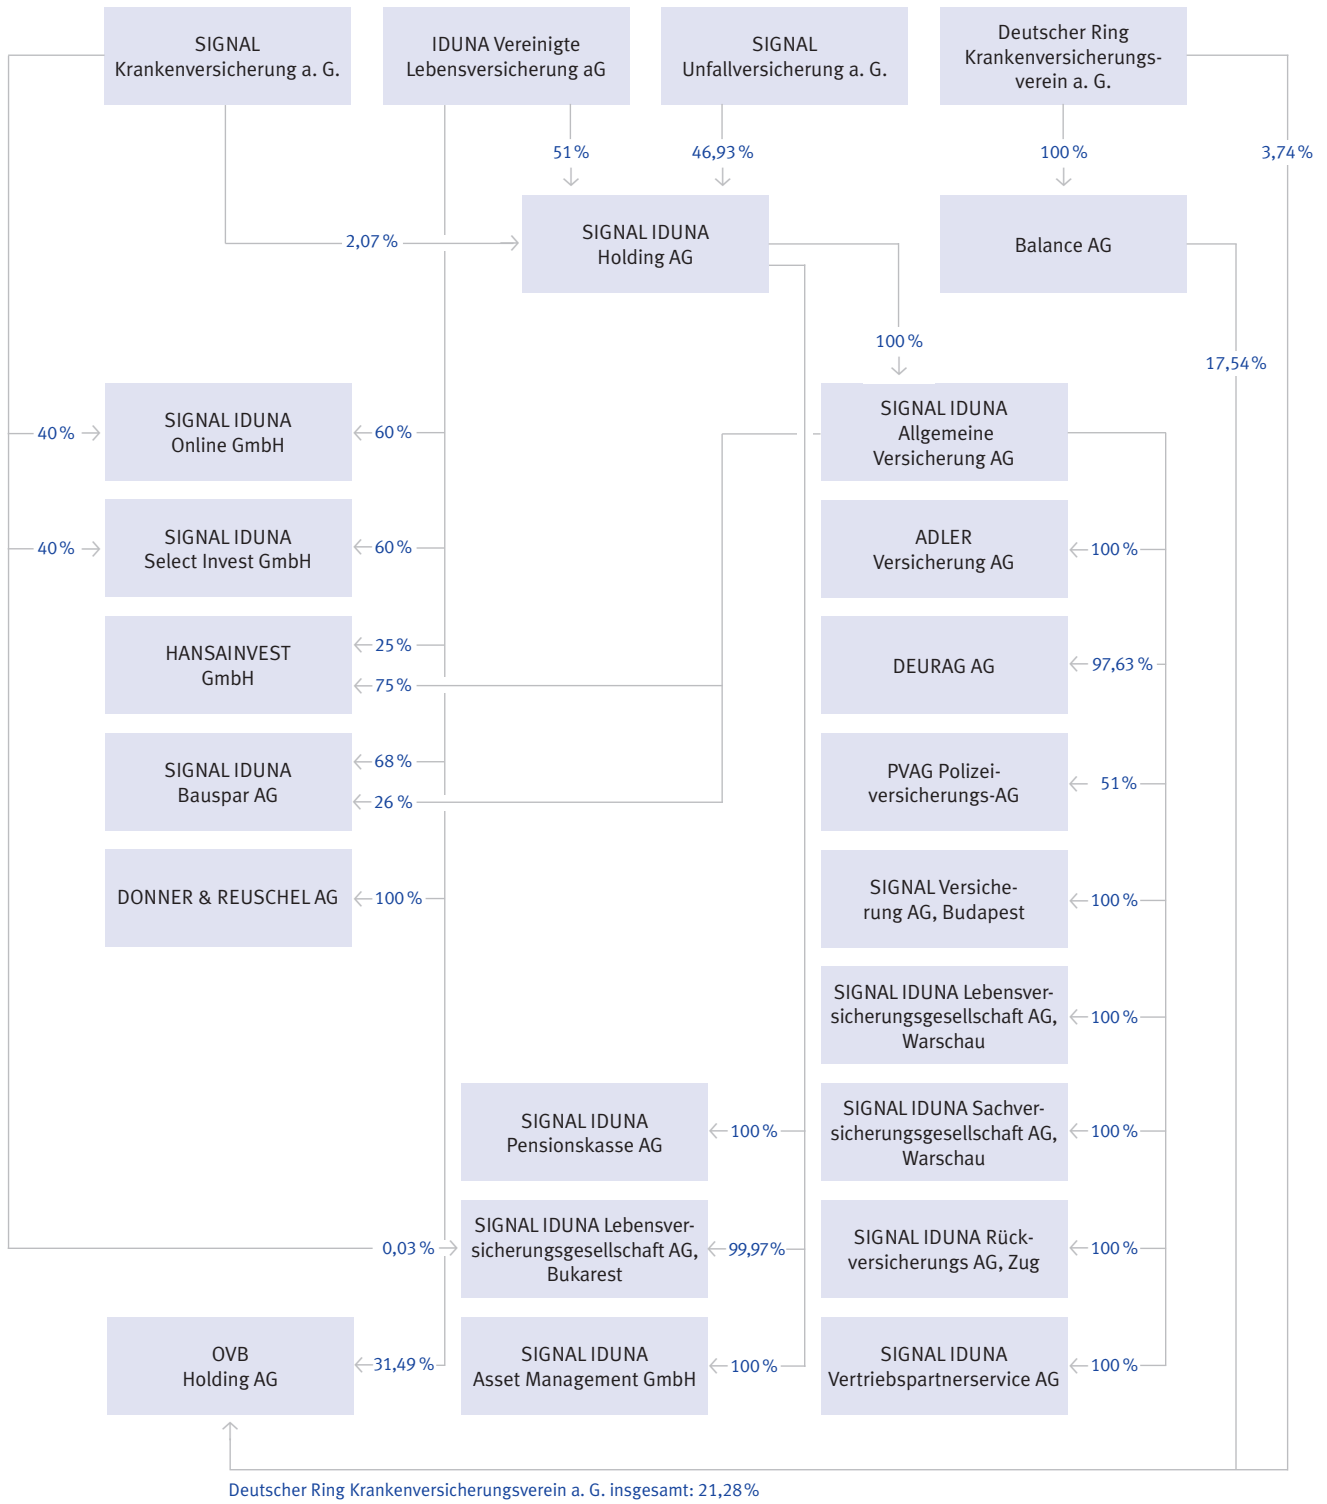 SIGNAL
Krankenversicherung a. G.
IDUNA Vereinigte
Lebensversicherung aG
SIGNAL
Unfallversicherung a. G.
Deutscher Ring
Krankenversicherungs-
verein a. G.
51 %
46,93 %
100 %
3,74 %
2,07 %
SIGNAL IDUNA
Holding AG
Balance AG
100 %
17,54 %
40 %
SIGNAL IDUNA
Online GmbH
60 %
SIGNAL IDUNA
Allgemeine
Versicherung AG
40 %
SIGNAL IDUNA
Select Invest GmbH
60 %
ADLER
Versicherung AG
100 %
HANSAINVEST
GmbH
25 %
75 %
DEURAG AG
97,63 %
SIGNAL IDUNA
Bauspar AG
68 %
26 %
PVAG Polizei-
versicherungs-AG
51 %
DONNER & REUSCHEL AG
100 %
SIGNAL Versiche-
rung AG, Budapest
100 %
SIGNAL IDUNA Lebensver-
sicherungsgesellschaft AG,
Warschau
100 %
SIGNAL IDUNA
Pensionskasse AG
100 %
SIGNAL IDUNA Sachver-
sicherungsgesellschaft AG,
Warschau
100 %
0,03 %
SIGNAL IDUNA Lebensver-
sicherungsgesellschaft AG,
Bukarest
99,97 %
SIGNAL IDUNA Rück-
versicherungs AG, Zug
100 %
OVB
Holding AG
31,49 %
SIGNAL IDUNA
Asset Management GmbH
100 %
SIGNAL IDUNA
Vertriebspartnerservice AG
100 %
Deutscher Ring Krankenversicherungsverein a. G. insgesamt: 21,28 %